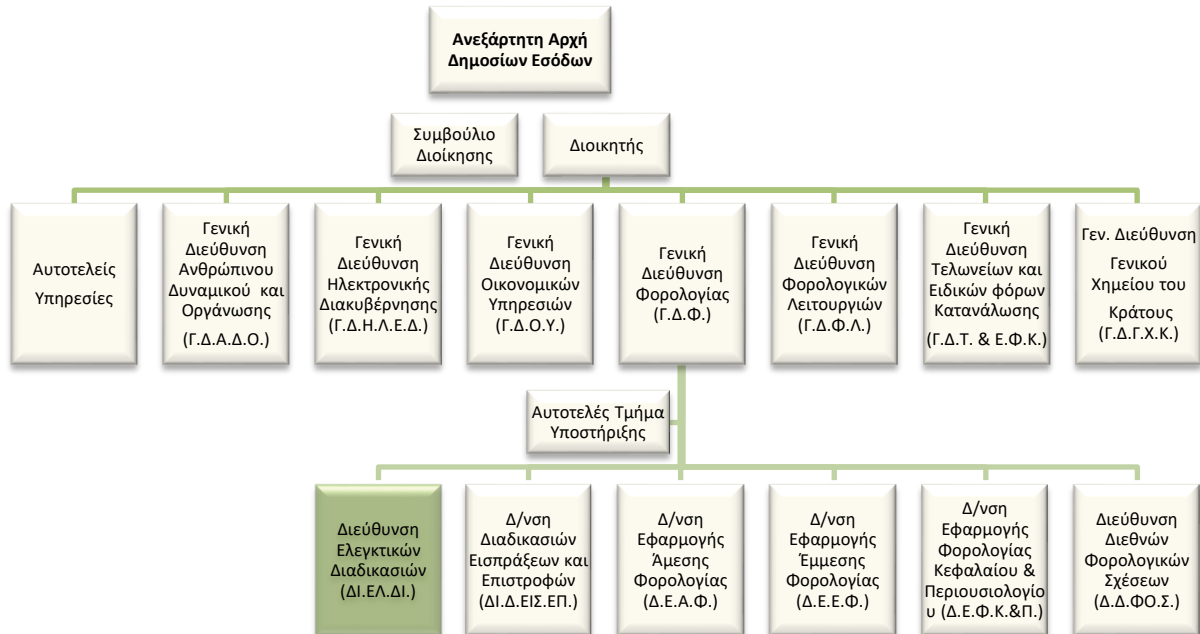 Ανεξάρτητη Αρχή
Δημοσίων Εσόδων
Συμβούλιο
Διοίκησης
Διοικητής
Αυτοτελείς
Υπηρεσίες
Γενική
Διεύθυνση
Ανθρώπινου
Δυναμικού και
Οργάνωσης
(Γ.Δ.Α.Δ.Ο.)
Γενική
Διεύθυνση
Ηλεκτρονικής
Διακυβέρνησης
(Γ.Δ.Η.Λ.Ε.Δ.)
Γενική
Διεύθυνση
Οικονομικών
Υπηρεσιών
(Γ.Δ.Ο.Υ.)
Γενική
Διεύθυνση
Φορολογίας
(Γ.Δ.Φ.)
Γενική
Διεύθυνση
Φορολογικών
Λειτουργιών
(Γ.Δ.Φ.Λ.)
Γενική
Διεύθυνση
Τελωνείων και
Ειδικών φόρων
Κατανάλωσης
(Γ.Δ.Τ. & Ε.Φ.Κ.)
Γεν. Διεύθυνση
Γενικού
Χημείου του
Κράτους
(Γ.Δ.Γ.Χ.Κ.)
Αυτοτελές Τμήμα
Υποστήριξης
Διεύθυνση
Ελεγκτικών
Διαδικασιών
(ΔΙ.ΕΛ.ΔΙ.)
Δ/νση
Διαδικασιών
Εισπράξεων και
Επιστροφών
(ΔΙ.Δ.ΕΙΣ.ΕΠ.)
Δ/νση
Εφαρμογής
Άμεσης
Φορολογίας
(Δ.Ε.Α.Φ.)
Δ/νση
Εφαρμογής
Έμμεσης
Φορολογίας
(Δ.Ε.Ε.Φ.)
Δ/νση
Εφαρμογής
Φορολογίας
Κεφαλαίου &
Περιουσιολογίο
υ (Δ.Ε.Φ.Κ.&Π.)
Διεύθυνση
Διεθνών
Φορολογικών
Σχέσεων
(Δ.Δ.ΦΟ.Σ.)